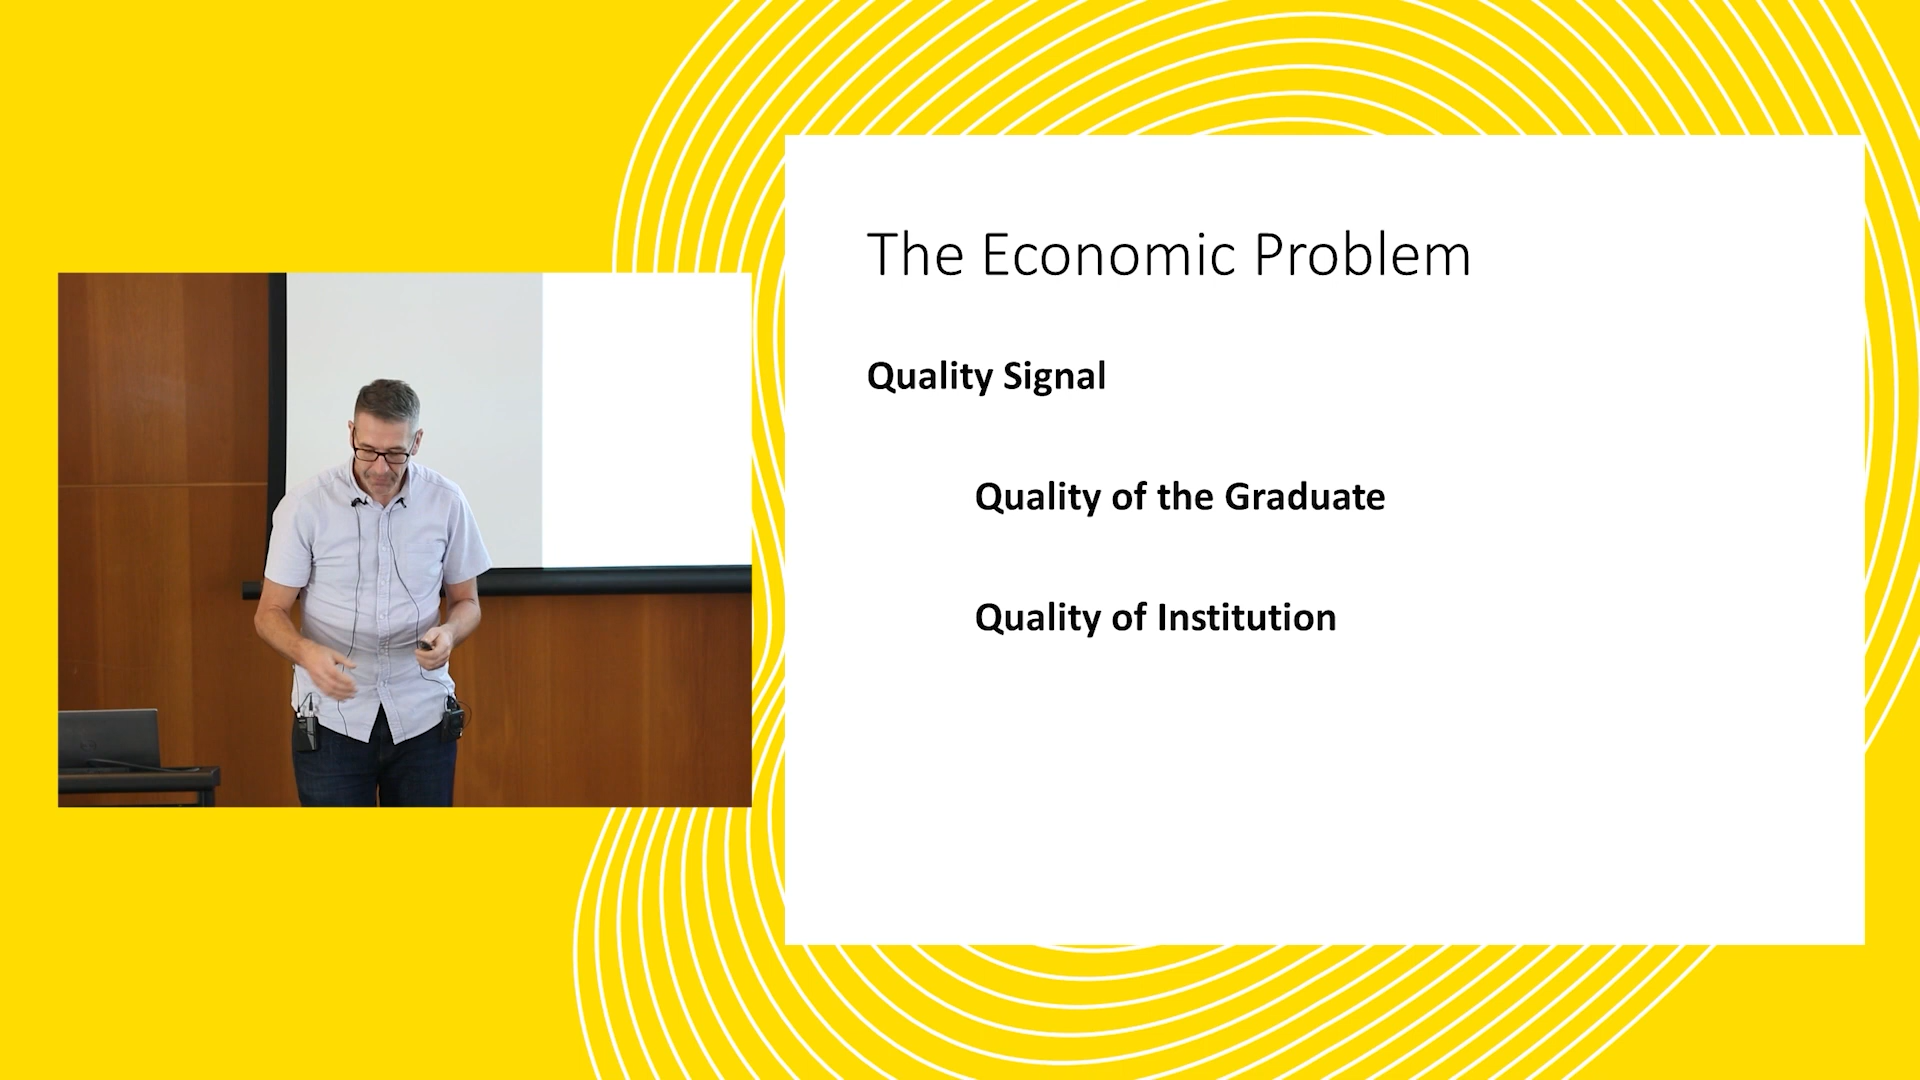 The Economic Problem
Quality Signal
Quality of the Graduate
Quality of Institution